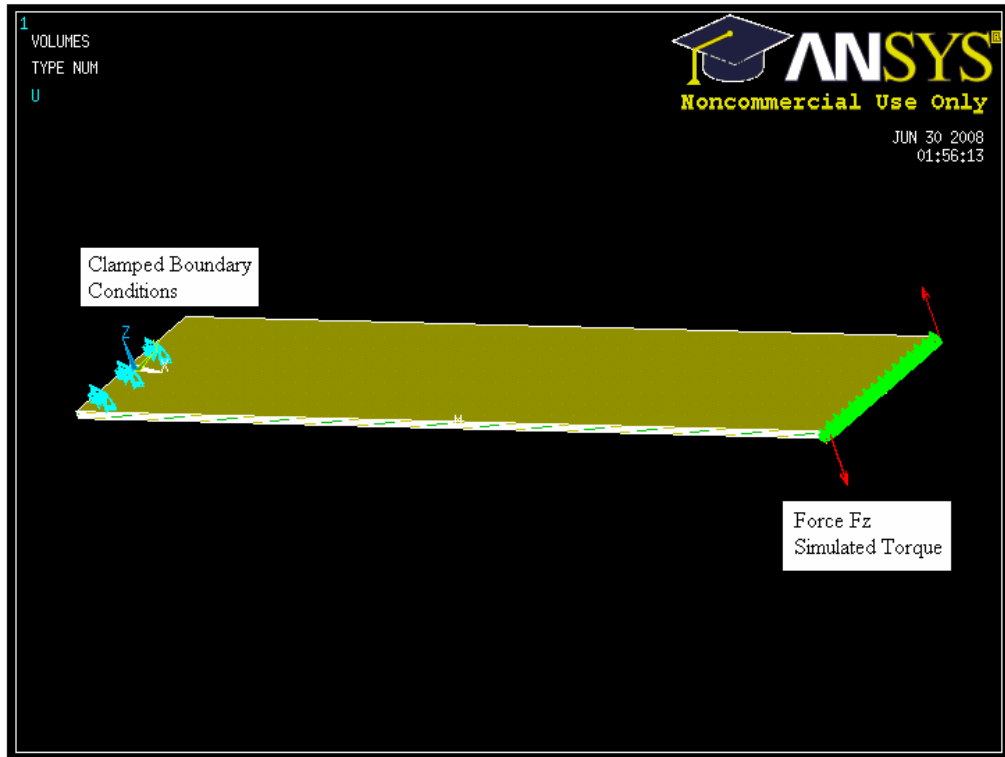 1
VOLUMES
TYPE NUM
U
ANSYS®
Noncommercial Use Only
JUN 30 2008
01:56:13
Clamped Boundary
Conditions
Z
Force Fz
Simulated Torque